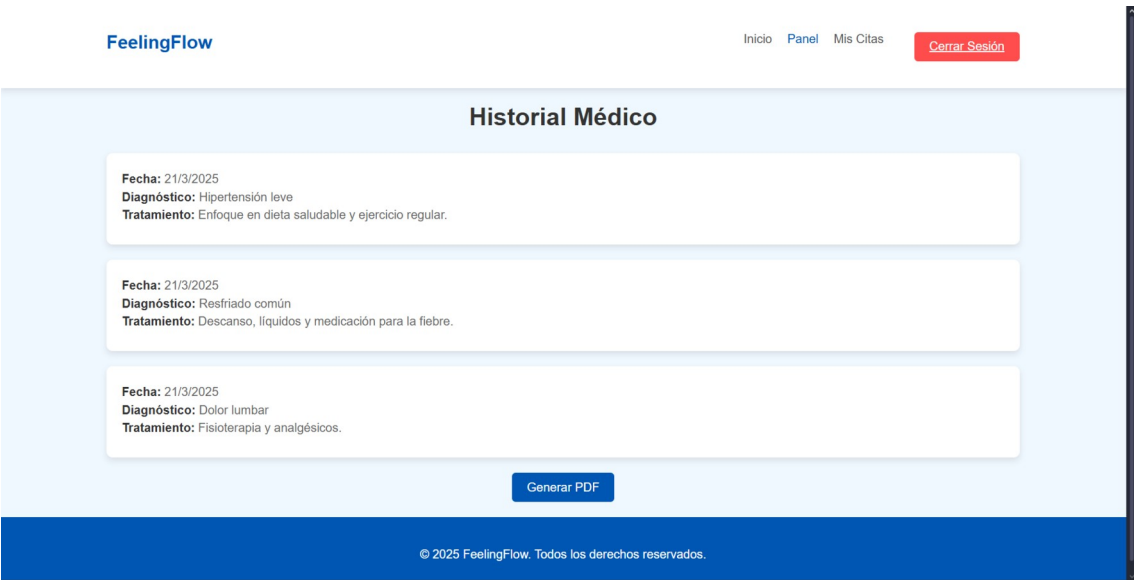 FeelingFlow
Inicio Panel Mis Citas Cerrar Sesión
Historial Médico
Fecha: 21/3/2025
Diagnóstico: Hipertensión leve
Tratamiento: Enfoque en dieta saludable y ejercicio regular.
Fecha: 21/3/2025
Diagnóstico: Resfriado común
Tratamiento: Descanso, líquidos y medicación para la fiebre.
Fecha: 21/3/2025
Diagnóstico: Dolor lumbar
Tratamiento: Fisioterapia y analgésicos.
Generar PDF
© 2025 FeelingFlow. Todos los derechos reservados.